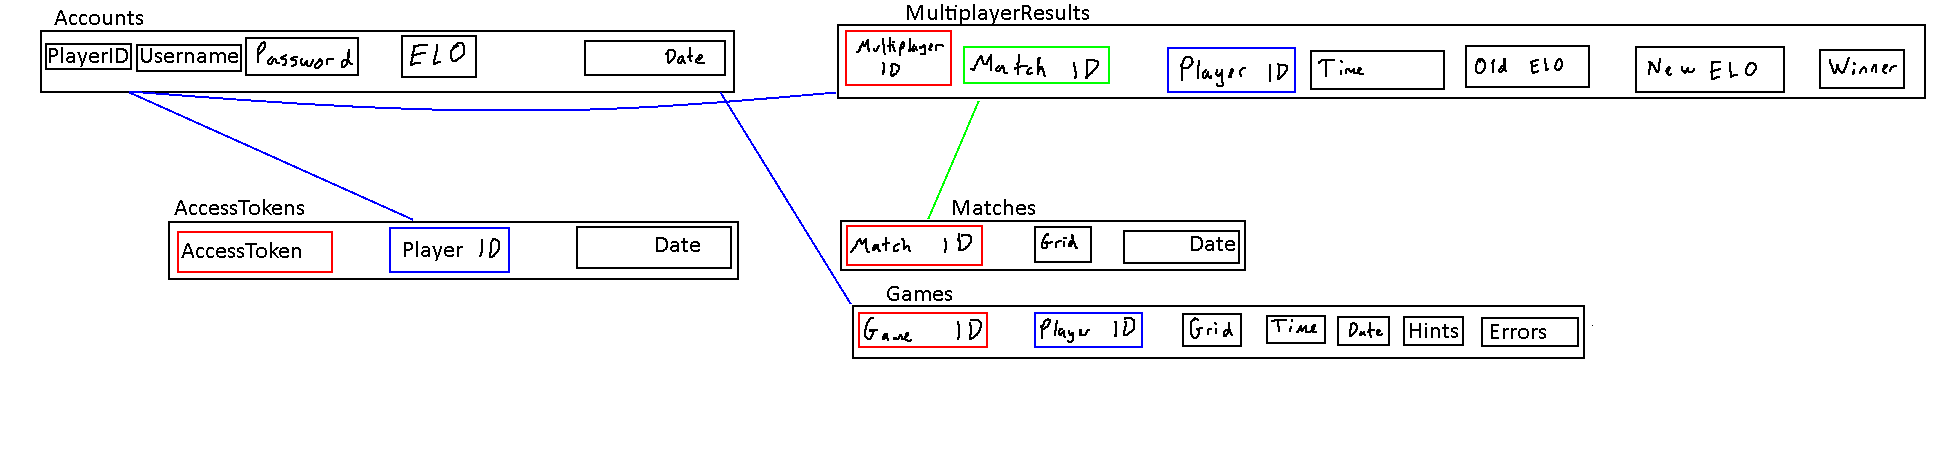 Accounts
PlayerID Username Password ELO Date
MultiplayerResults
Multiplayer
ID
Match ID Player ID Time Old ELO New ELO Winner
AccessTokens
AccessToken Player ID Date
Matches
Match ID Grid Date
Games
Game ID Player ID Grid Time Date Hints Errors